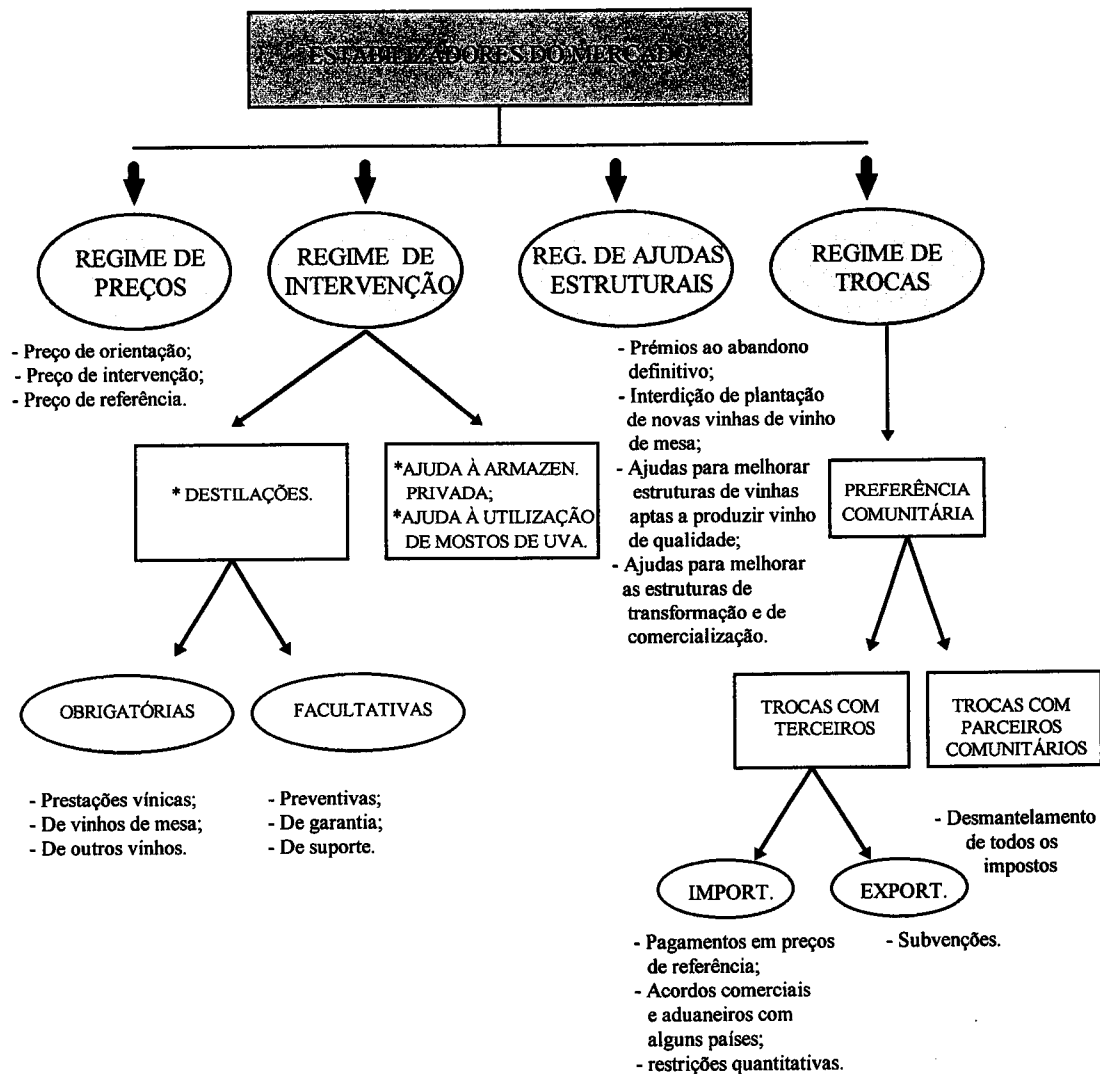 ESTABILIZADORES DO MERCADO
REGIME DE
PREÇOS
REGIME DE
INTERVENÇÃO
REG. DE AJUDAS
ESTRUTURAIS
REGIME DE
TROCAS
- Preço de orientação;
- Preço de intervenção;
- Preço de referência.
- Prémios ao abandono
definitivo;
- Interdição de plantação
de novas vinhas de vinho
de mesa;
- Ajudas para melhorar
estruturas de vinhas
aptas a produzir vinho
de qualidade;
- Ajudas para melhorar
as estruturas de
transformação e de
comercialização.
* DESTILAÇÕES.
*AJUDA À ARMAZEN.
PRIVADA;
*AJUDA À UTILIZAÇÃO
DE MOSTOS DE UVA.
PREFERÊNCIA
COMUNITÁRIA
OBRIGATÓRIAS
FACULTATIVAS
TROCAS COM
TERCEIROS
TROCAS COM
PARCEIROS
COMUNITÁRIOS
- Prestações vínicas;
- De vinhos de mesa;
- De outros vinhos.
- Preventivas;
- De garantia;
- De suporte.
- Desmantelamento
de todos os
impostos
IMPORT.
EXPORT.
- Pagamentos em preços
de referência;
- Acordos comerciais
e aduaneiros com
alguns países;
- restrições quantitativas.
- Subvenções.